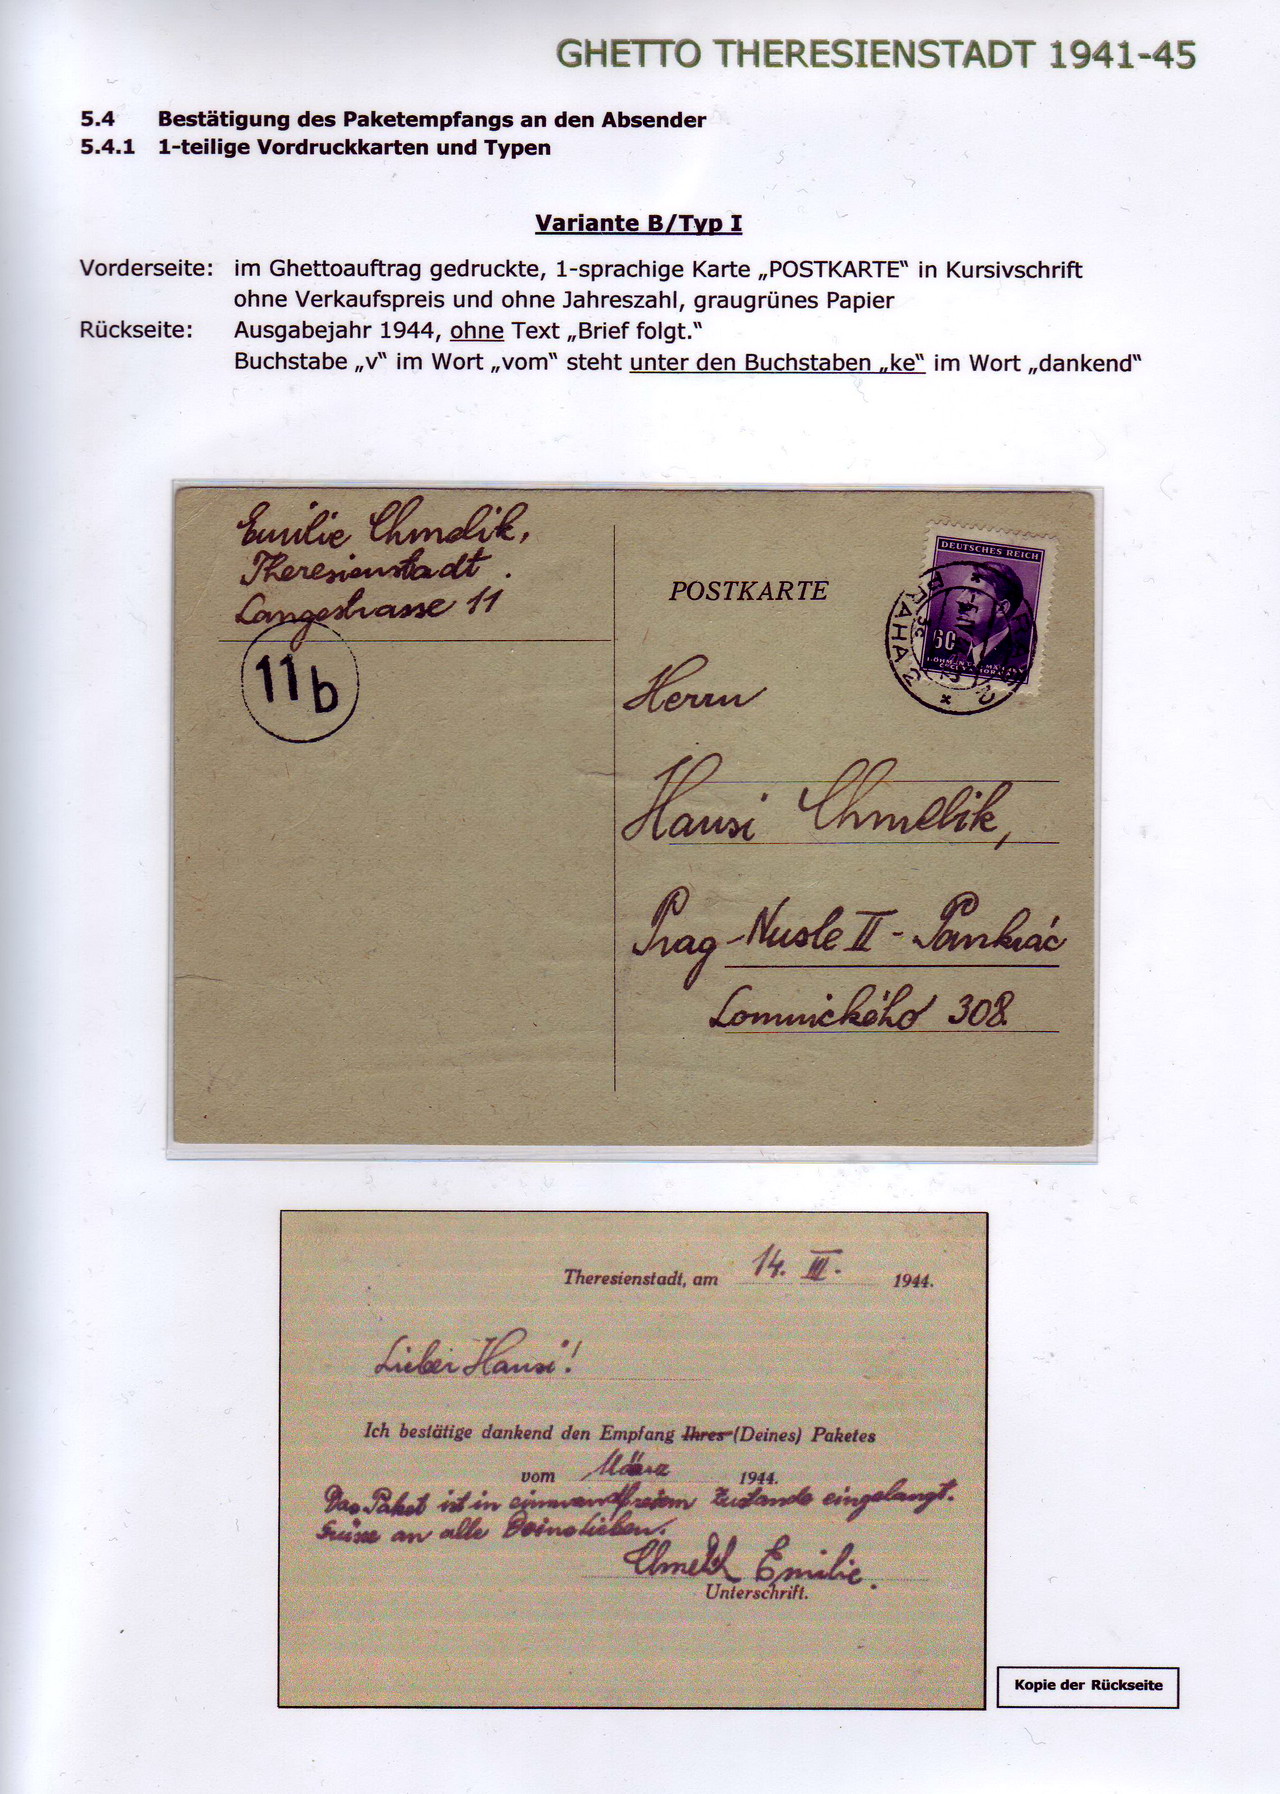 GHETTO THERESIENSTADT 1941-45
5.4 Bestätigung des Paketempfangs an den Absender
5.4.1 1-teilige Vordruckkarten und Typen
Variante B/Typ I
Vorderseite: im Ghettoauftrag gedruckte, 1-sprachige Karte „POSTKARTE“ in Kursivschrift
ohne Verkaufspreis und ohne Jahreszahl, graugrünes Papier
Rückseite: Ausgabejahr 1944, ohne Text „Brief folgt.“
Buchstabe „v“ im Wort „vom“ steht unter den Buchstaben „ke“ im Wort „dankend“
Emilie Chmelik,
Theresienstadt.
Langestrasse 11
11b
POSTKARTE
DEUTSCHES REICH
60
PRAHA 2
Herrn
Hansi Chmelik,
Prag-Nusle II - Pankrác
Lomnického 308.
Theresienstadt, am 14. III. 1944.
Lieber Hansi!
Ich bestätige dankend den Empfang Ihres (Deines) Paketes
vom März 1944.
Das Paket ist in einwandfreiem Zustande eingelangt.
Grüsse an alle Deine Lieben.
Chmelik Emilie.
Unterschrift.
Kopie der Rückseite